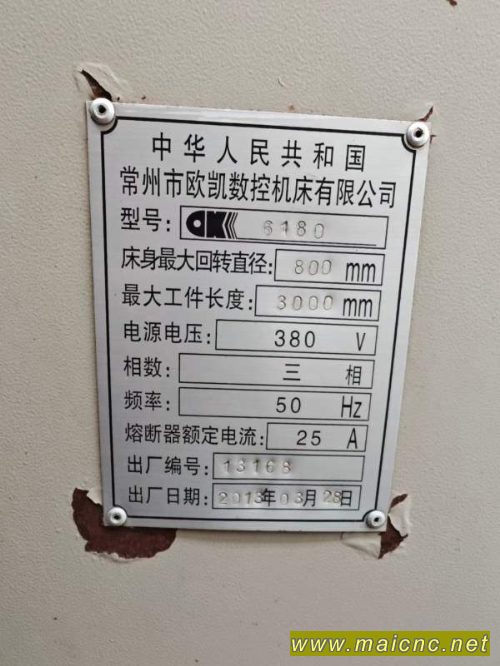 中华人民共和国
常州市欧凯数控机床有限公司
型号: CK 6180
床身最大回转直径: 800 mm
最大工件长度: 3000 mm
电源电压: 380 V
相数: 三 相
频率: 50 Hz
熔断器额定电流: 25 A
出厂编号: 13168
出厂日期: 2013年03月28日
www.maicnc.net